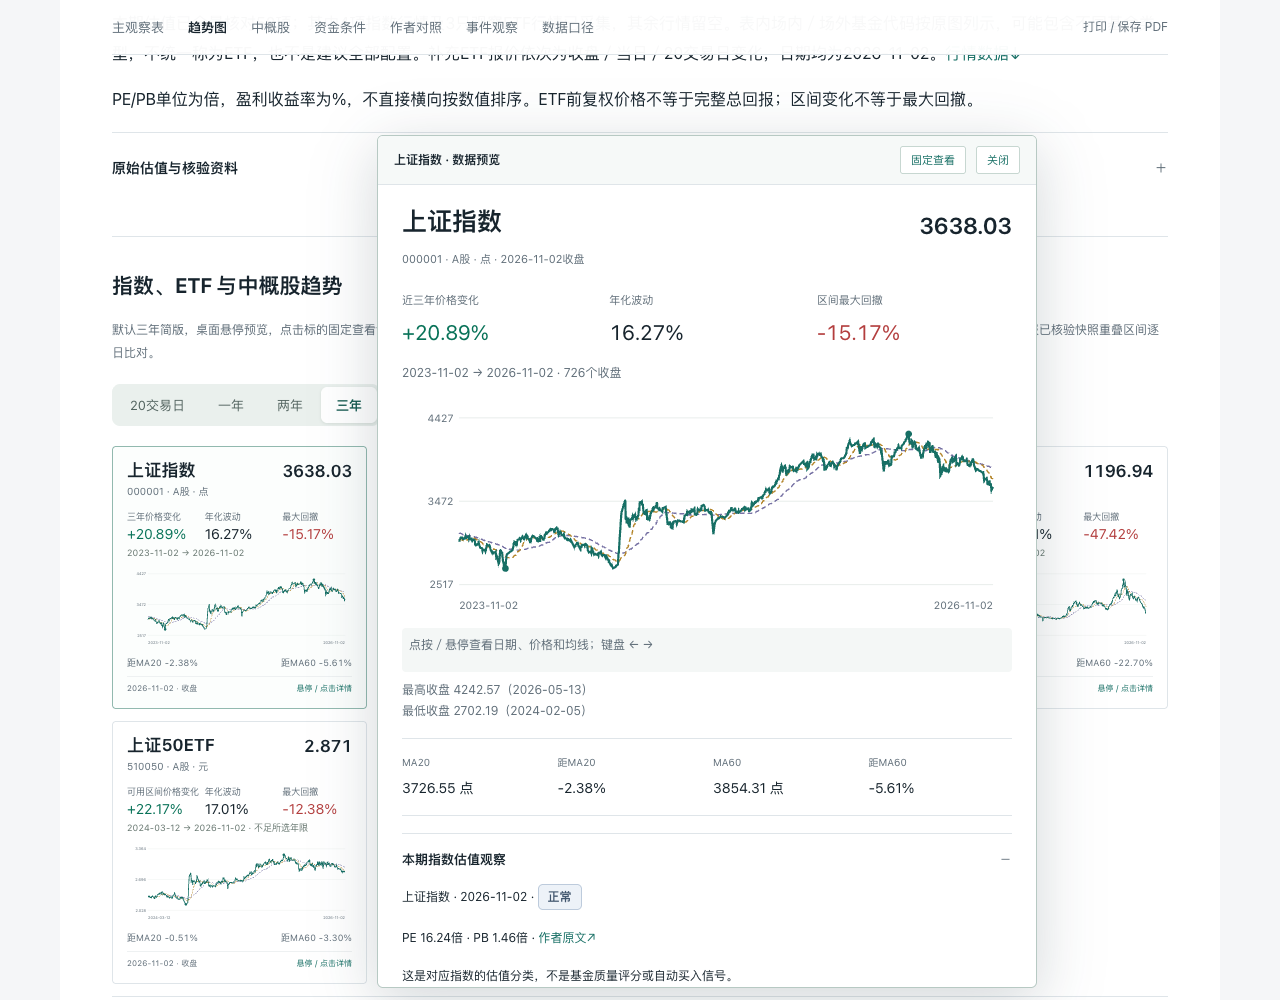 主观察表 趋势图 中概股 资金条件 作者对照 事件观察 数据口径 打印 / 保存 PDF
PE/PB单位为倍，盈利收益率为%，不直接横向按数值排序。ETF前复权价格不等于完整总回报；区间变化不等于最大回撤。
原始估值与核验资料 +
指数、ETF 与中概股趋势
默认三年简版，桌面悬停预览，点击标的固定查看
已核验快照重叠区间逐
日比对。
20交易日 一年 两年 三年
上证指数 3638.03
000001 · A股 · 点
三年价格变化 年化波动 最大回撤
+20.89% 16.27% -15.17%
2023-11-02 → 2026-11-02
4427
3472
2517
2023-11-02 2026-11-02
距MA20 -2.38% 距MA60 -5.61%
2026-11-02 · 收盘 悬停 / 点击详情
上证50ETF 2.871
510050 · A股 · 元
可用区间价格变化 年化波动 最大回撤
+22.17% 17.01% -12.38%
2024-03-12 → 2026-11-02 · 不足所选年限
2024-03-12 2026-11-02
距MA20 -0.51% 距MA60 -3.30%
2026-11-02 · 收盘 悬停 / 点击详情
上证指数 · 数据预览 固定查看 关闭
上证指数 3638.03
000001 · A股 · 点 · 2026-11-02收盘
近三年价格变化 年化波动 区间最大回撤
+20.89% 16.27% -15.17%
2023-11-02 → 2026-11-02 · 726个收盘
4427
3472
2517
2023-11-02 2026-11-02
点按 / 悬停查看日期、价格和均线；键盘 ← →
最高收盘 4242.57（2026-05-13）
最低收盘 2702.19（2024-02-05）
MA20 距MA20 MA60 距MA60
3726.55 点 -2.38% 3854.31 点 -5.61%
本期指数估值观察 −
上证指数 · 2026-11-02 · 正常
PE 16.24倍 · PB 1.46倍 · 作者原文↗
这是对应指数的估值分类，不是基金质量评分或自动买入信号。
1196.94
最大回撤
-47.42%
2026-11-02
距MA60 -22.70%
悬停 / 点击详情